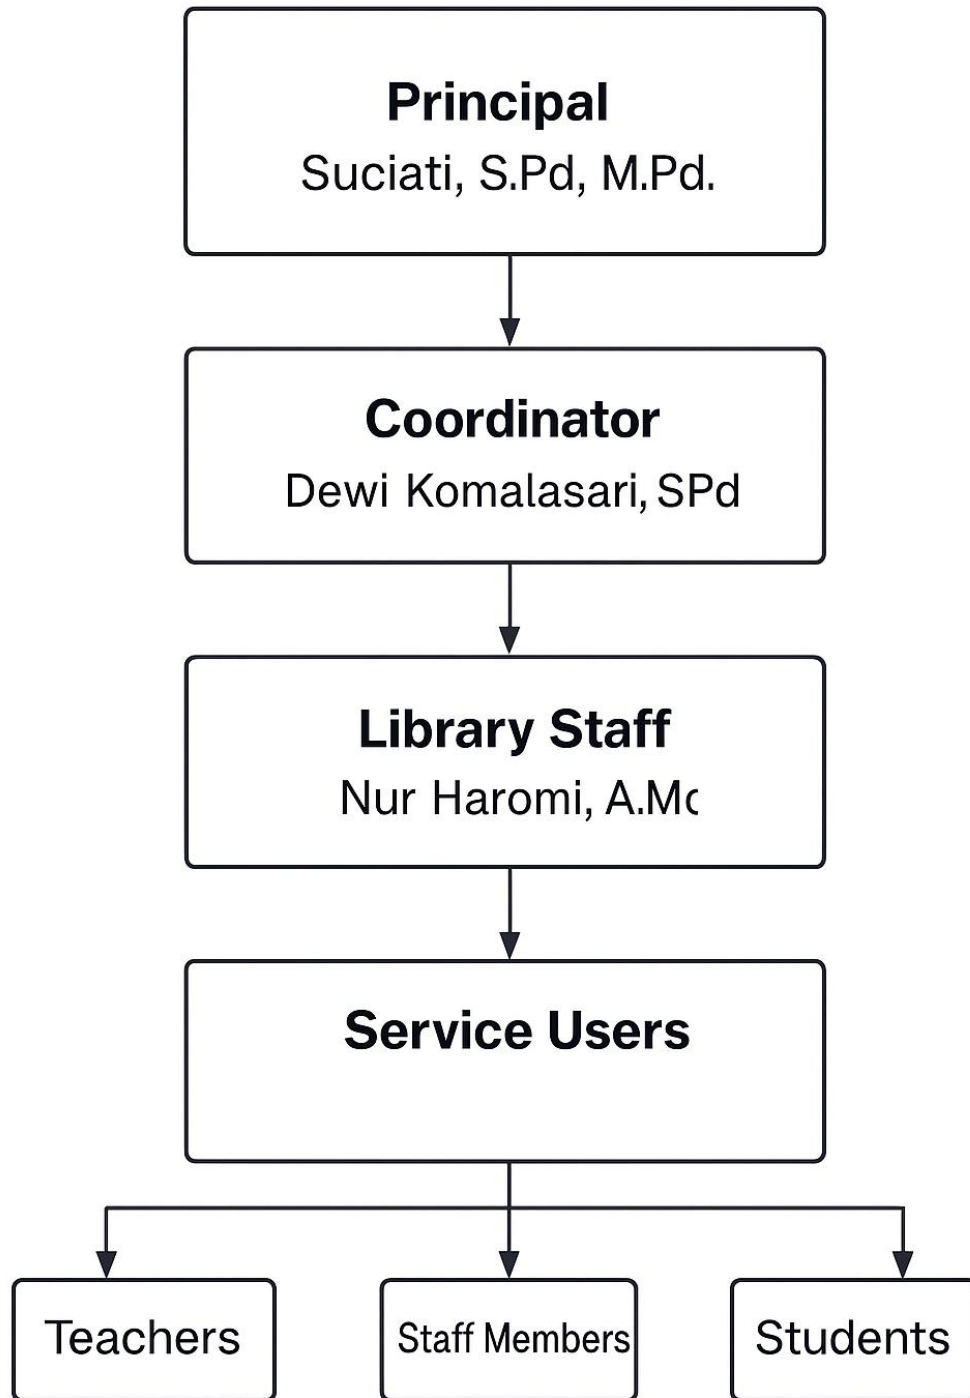 Principal
Suciati, S.Pd, M.Pd.
Coordinator
Dewi Komalasari, SPd
Library Staff
Nur Haromi,
Service Users
Teachers
Staff Members
Students